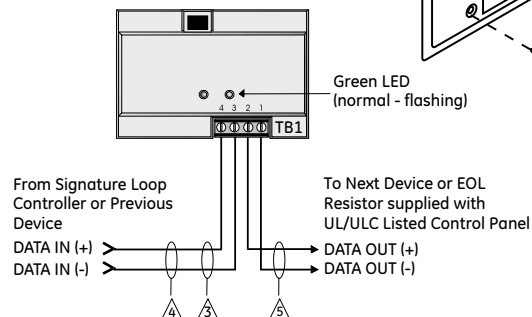 Green LED
(normal - flashing)
4 3 2 1
TB1
From Signature Loop
Controller or Previous
Device
DATA IN (+)
DATA IN (-)
To Next Device or EOL
Resistor supplied with
UL/ULC Listed Control Panel
DATA OUT (+)
DATA OUT (-)
4
3
5